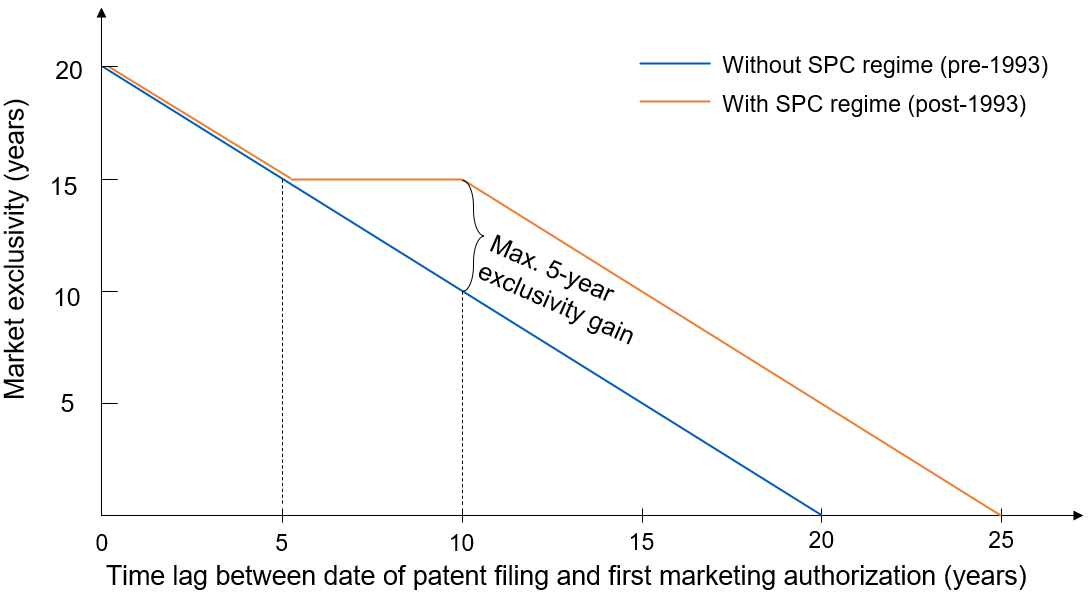 Without SPC regime (pre-1993)
With SPC regime (post-1993)
Market exclusivity (years)
20
15
10
5
Max. 5-year
exclusivity gain
0
5
10
15
20
25
Time lag between date of patent filing and first marketing authorization (years)